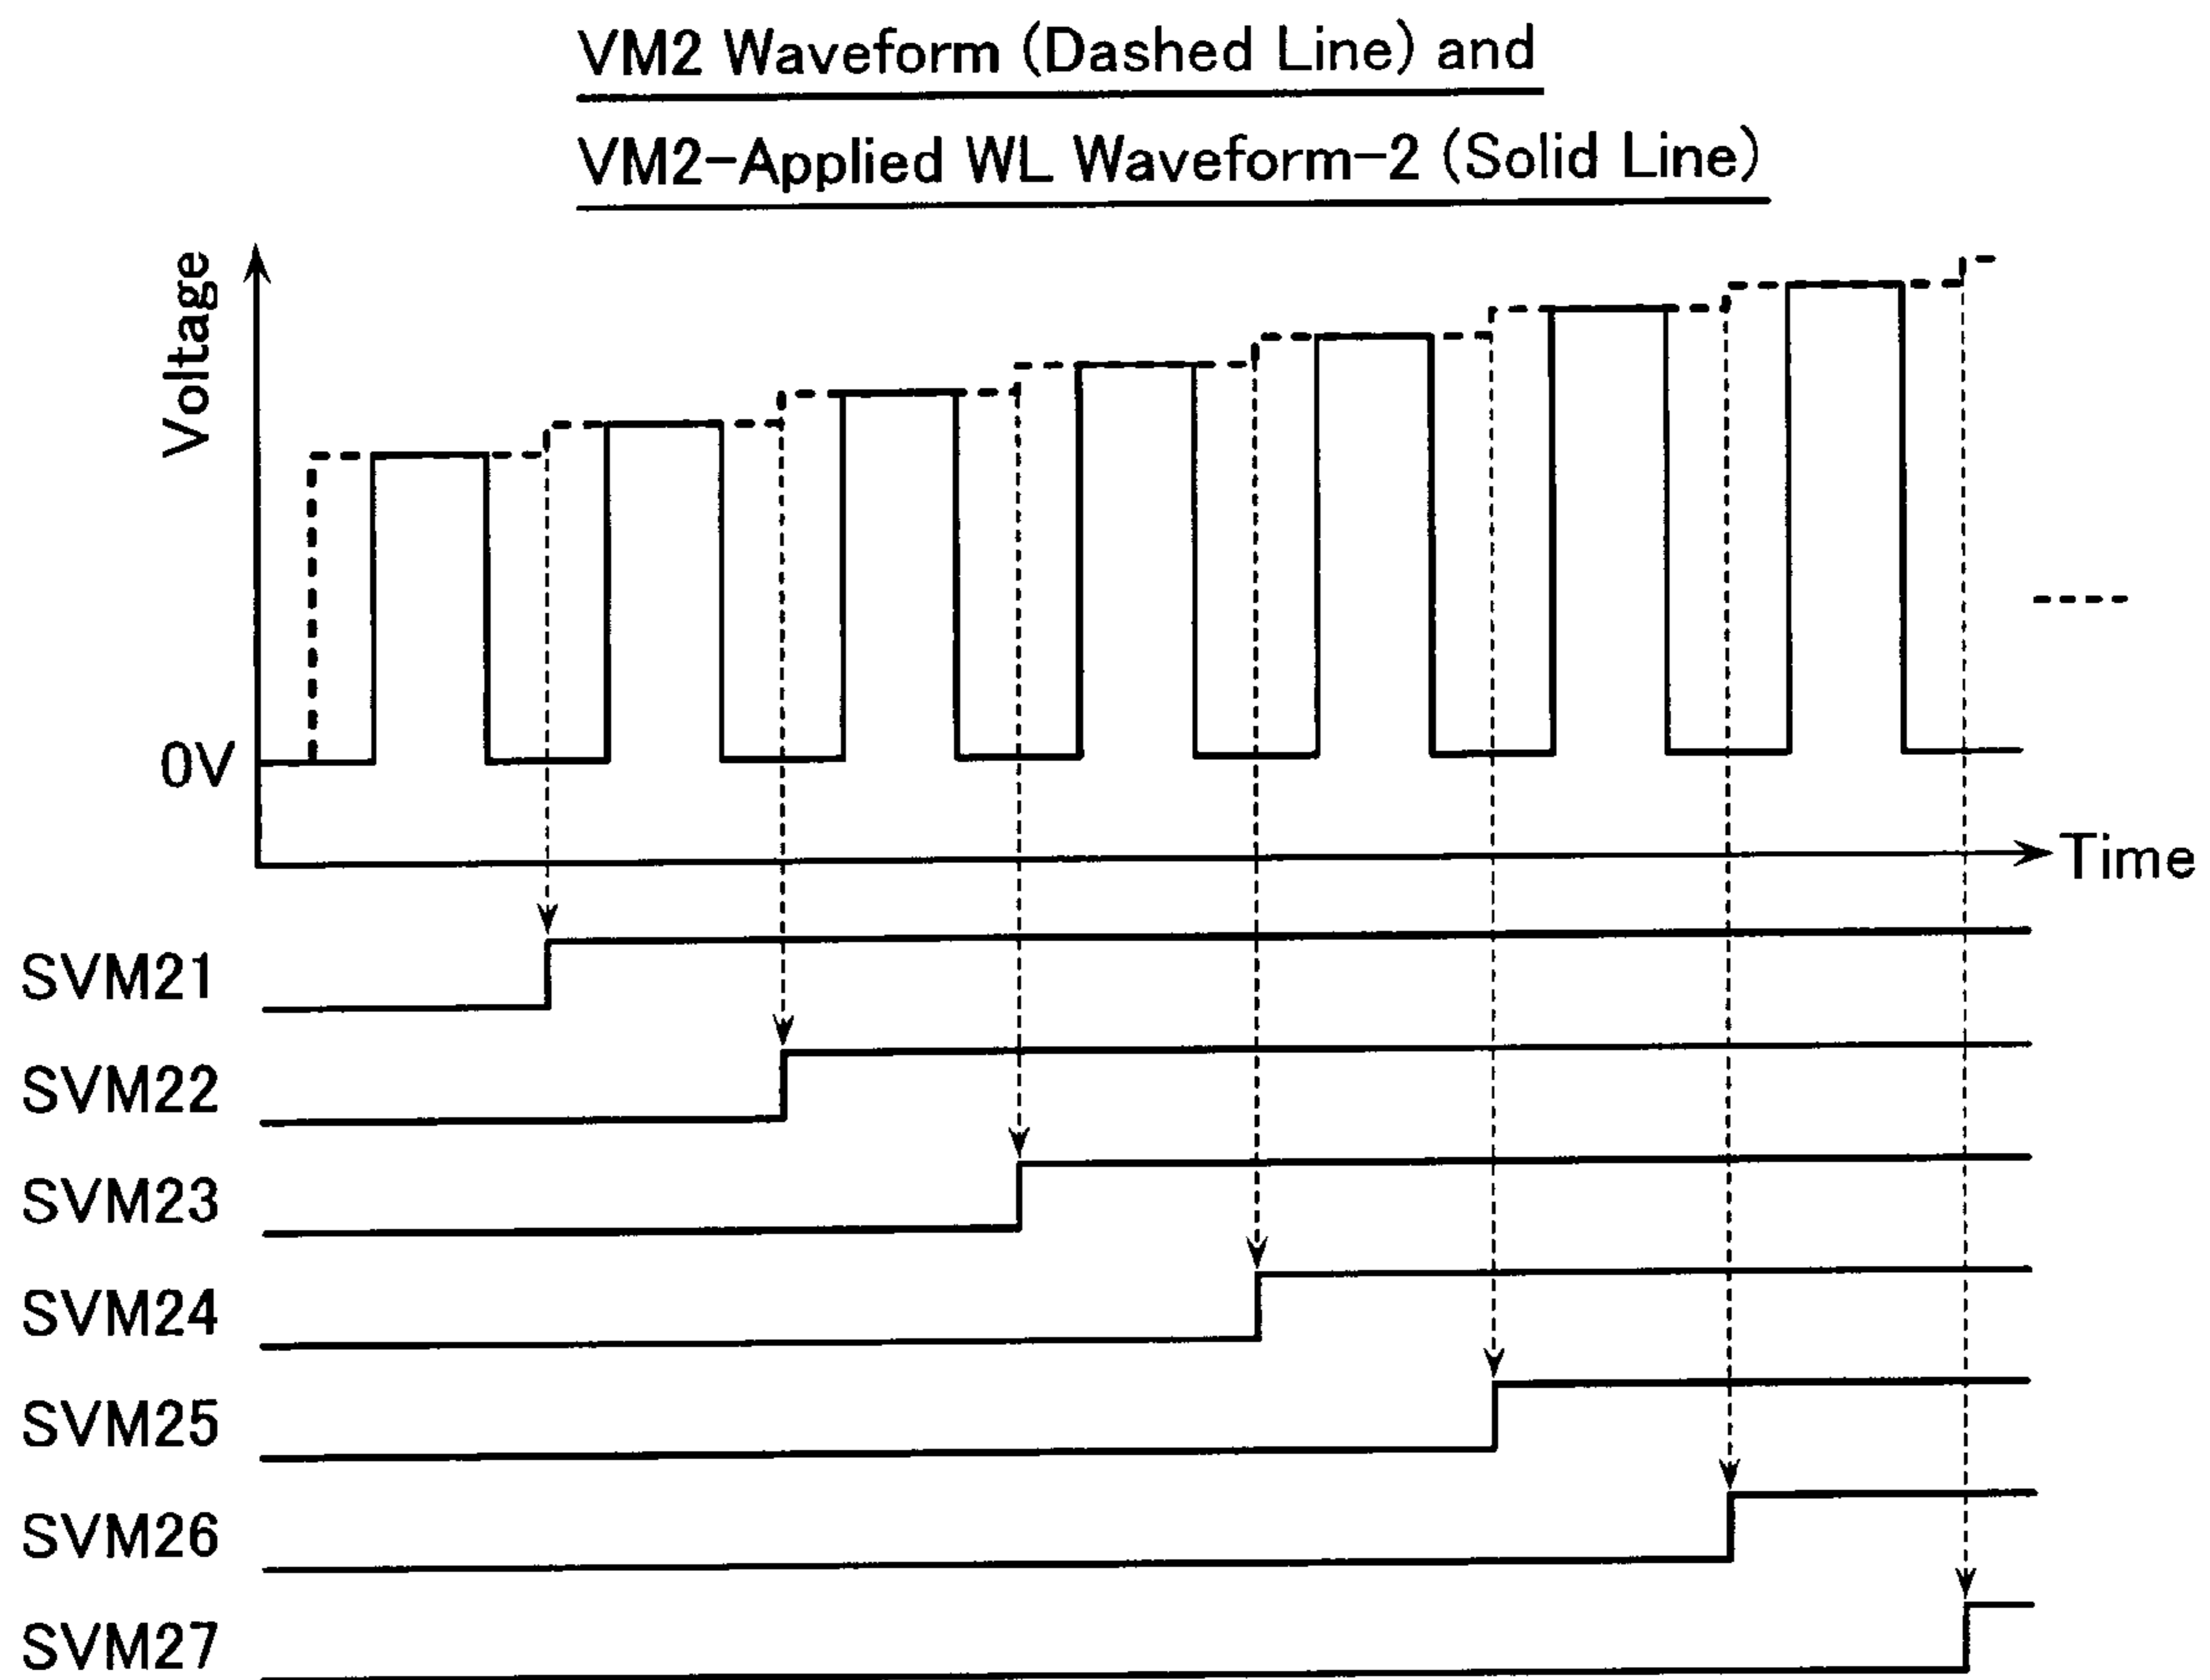 VM2 Waveform (Dashed Line) and
VM2-Applied WL Waveform-2 (Solid Line)
Voltage
0V
Time
SVM21
SVM22
SVM23
SVM24
SVM25
SVM26
SVM27